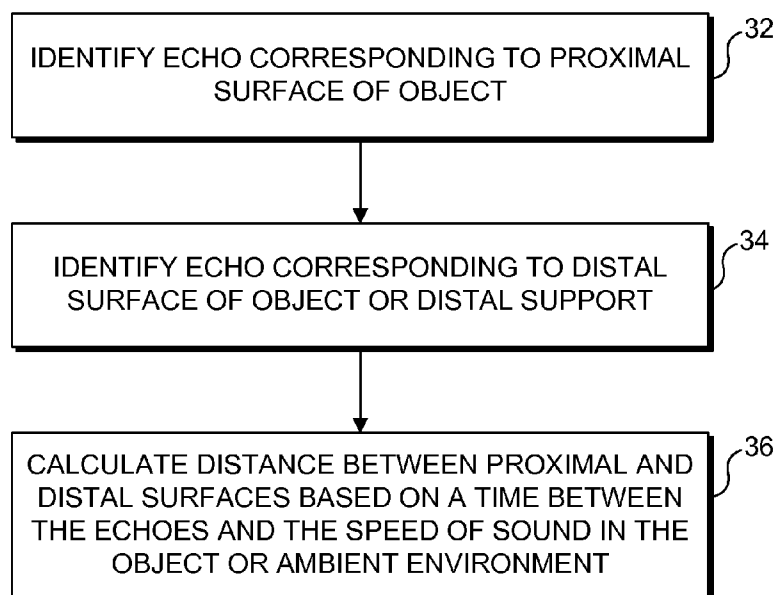 IDENTIFY ECHO CORRESPONDING TO PROXIMAL
SURFACE OF OBJECT
32
IDENTIFY ECHO CORRESPONDING TO DISTAL
SURFACE OF OBJECT OR DISTAL SUPPORT
34
CALCULATE DISTANCE BETWEEN PROXIMAL AND
DISTAL SURFACES BASED ON A TIME BETWEEN
THE ECHOES AND THE SPEED OF SOUND IN THE
OBJECT OR AMBIENT ENVIRONMENT
36